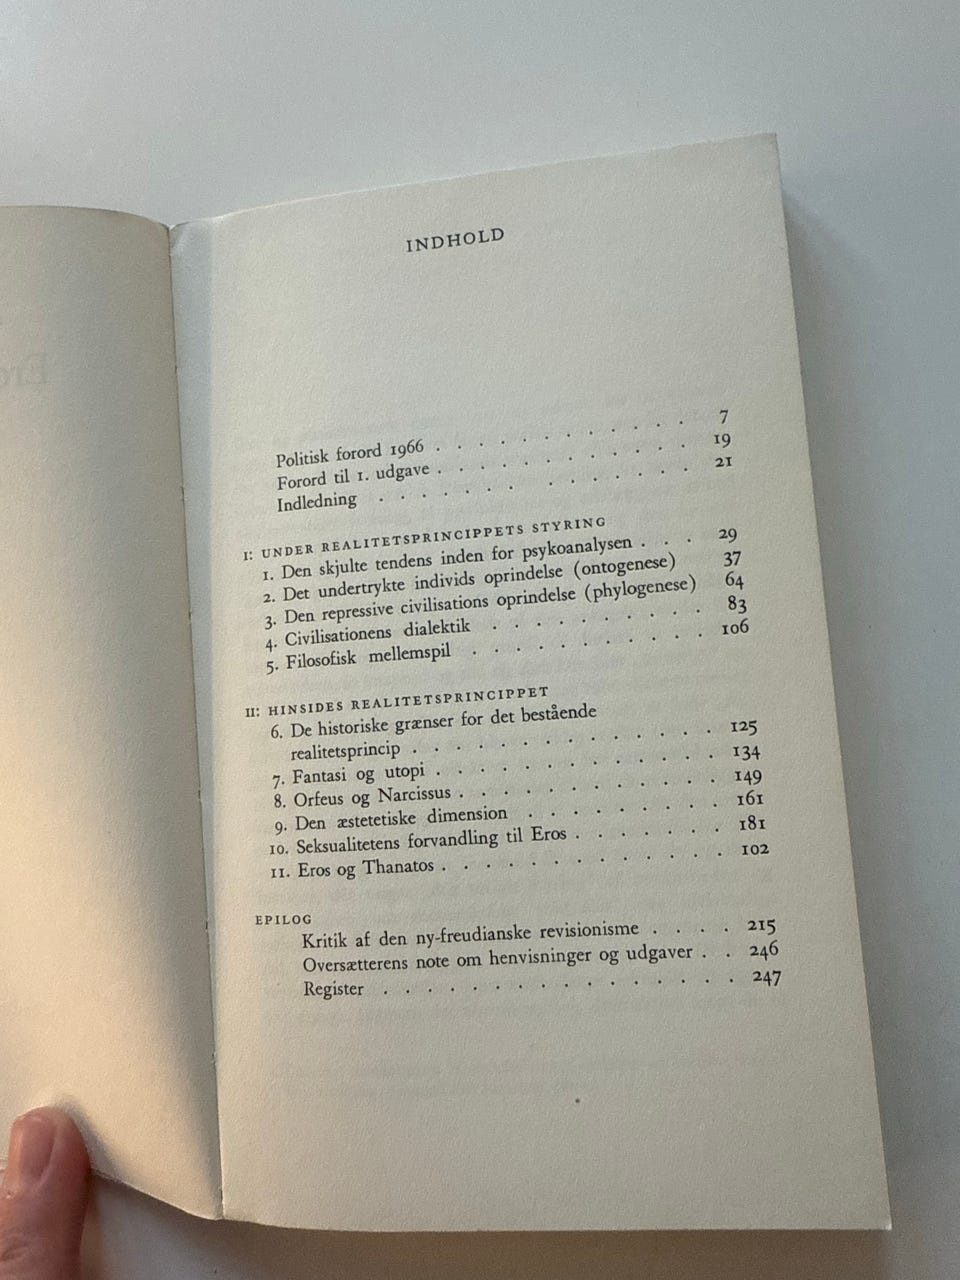 INDHOLD
Politisk forord 1966 . . . . . . . . . . . . 7
Forord til 1. udgave . . . . . . . . . . . . 19
Indledning . . . . . . . . . . . . . 21
I: UNDER REALITETSPRINCIPPETS STYRING
1. Den skjulte tendens inden for psykoanalysen . . . 29
2. Det undertrykte individs oprindelse (ontogenese) 37
3. Den repressive civilisations oprindelse (phylogenese) 64
4. Civilisationens dialektik . . . . . . . . . . 83
5. Filosofisk mellemspil . . . . . . . . . . . 106
II: HINSIDES REALITETSPRINCIPPET
6. De historiske grænser for det bestående
realitetsprincip . . . . . . . . . . . . . . 125
7. Fantasi og utopi . . . . . . . . . . . . . 134
8. Orfeus og Narcissus . . . . . . . . . . . . 149
9. Den æstetetiske dimension . . . . . . . . . 161
10. Seksualitetens forvandling til Eros . . . . . . . 181
11. Eros og Thanatos . . . . . . . . . . . . . 102
EPILOG
Kritik af den ny-freudianske revisionisme . . . . 215
Oversætterens note om henvisninger og udgaver . . 246
Register . . . . . . . . . . . . . . . . 247